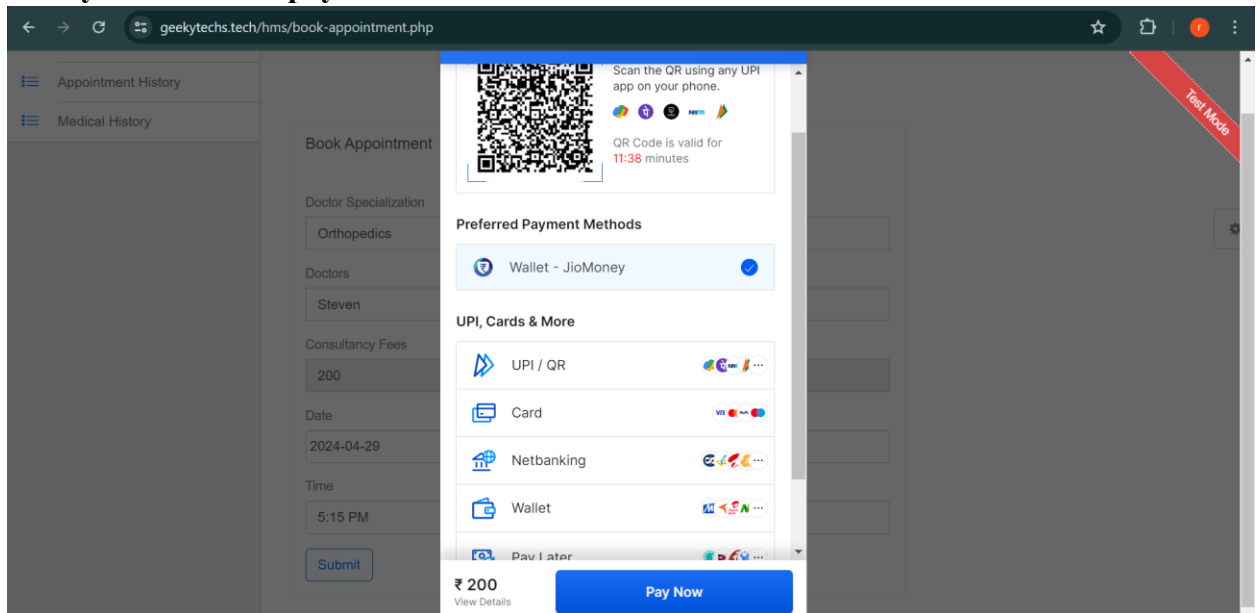 geekytechs.tech/hms/book-appointment.php
r
Appointment History
Medical History
Test Mode
Scan the QR using any UPI
app on your phone.
QR Code is valid for
11:38 minutes
Book Appointment
Doctor Specialization
Orthopedics
Doctors
Steven
Consultancy Fees
200
Date
2024-04-29
Time
5:15 PM
Submit
Preferred Payment Methods
Wallet - JioMoney
UPI, Cards & More
UPI / QR
Card
VISA
Netbanking
Wallet
Pay Later
₹ 200
View Details
Pay Now